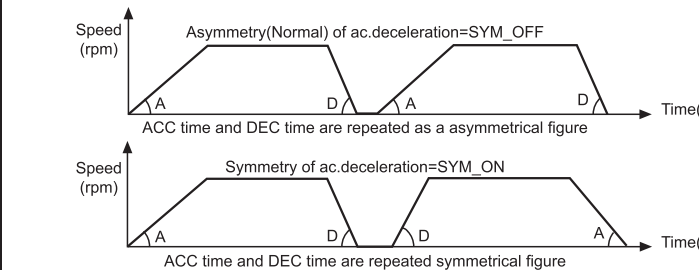 Speed
(rpm)
Asymmetry(Normal) of ac.deceleration=SYM_OFF
A
D
A
D
Time(
ACC time and DEC time are repeated as a asymmetrical figure
Speed
(rpm)
Symmetry of ac.deceleration=SYM_ON
A
D
D
A
Time(
ACC time and DEC time are repeated symmetrical figure